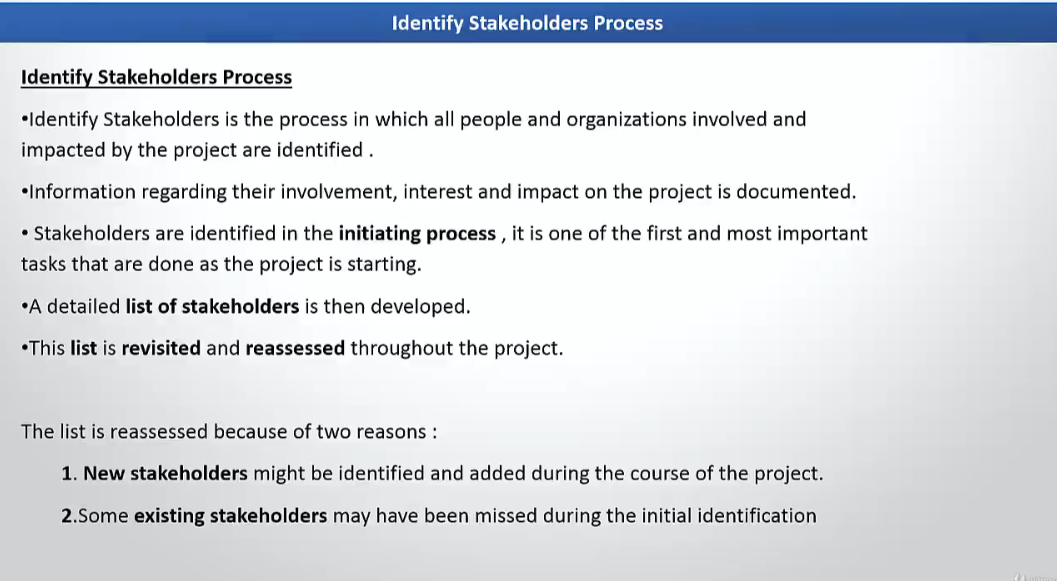 Identify Stakeholders Process
Identify Stakeholders Process
•Identify Stakeholders is the process in which all people and organizations involved and
impacted by the project are identified .
•Information regarding their involvement, interest and impact on the project is documented.
• Stakeholders are identified in the initiating process , it is one of the first and most important
tasks that are done as the project is starting.
•A detailed list of stakeholders is then developed.
•This list is revisited and reassessed throughout the project.
The list is reassessed because of two reasons :
1. New stakeholders might be identified and added during the course of the project.
2.Some existing stakeholders may have been missed during the initial identification